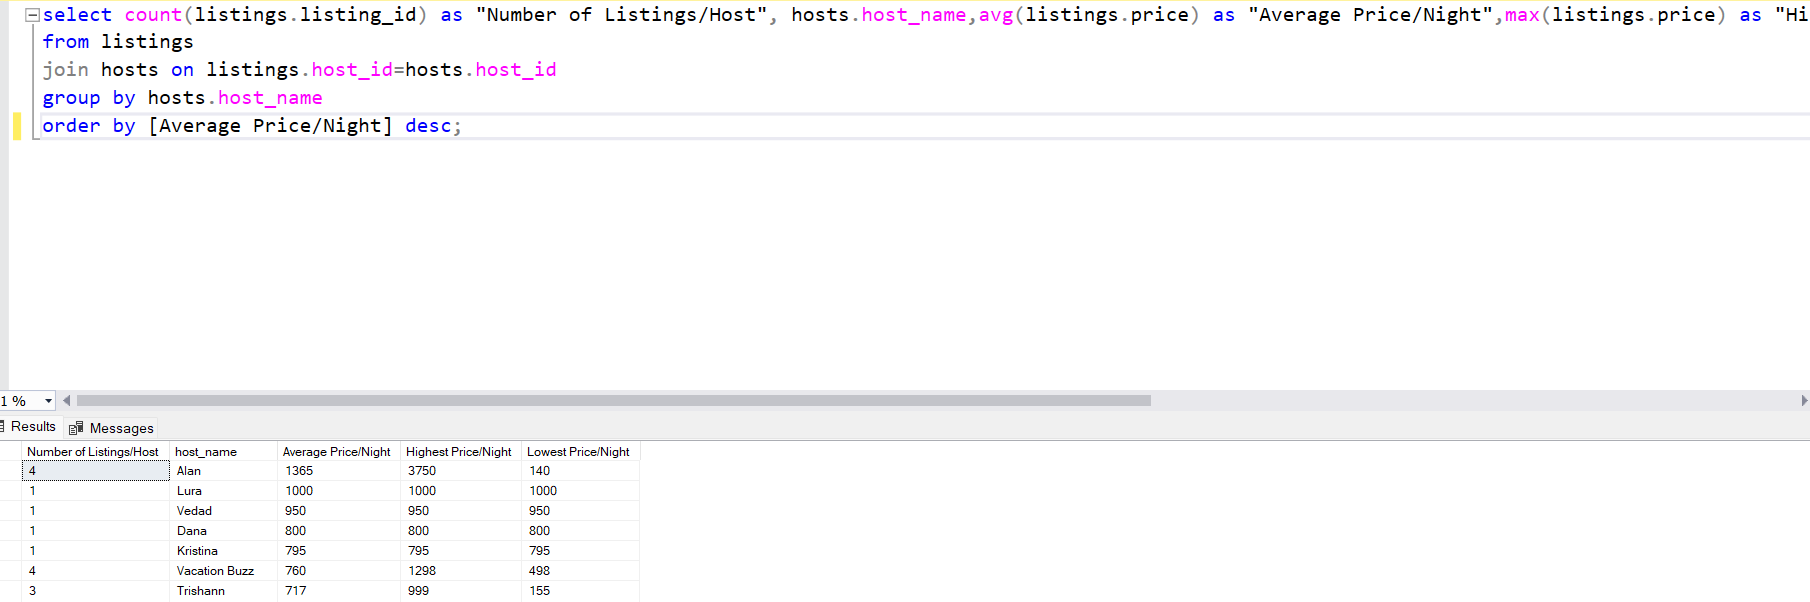 select count(listings.listing_id) as "Number of Listings/Host", hosts.host_name,avg(listings.price) as "Average Price/Night",max(listings.price) as "Hi
from listings
join hosts on listings.host_id=hosts.host_id
group by hosts.host_name
order by [Average Price/Night] desc;
1 %
Results Messages
Number of Listings/Host host_name Average Price/Night Highest Price/Night Lowest Price/Night
4 Alan 1365 3750 140
1 Lura 1000 1000 1000
1 Vedad 950 950 950
1 Dana 800 800 800
1 Kristina 795 795 795
4 Vacation Buzz 760 1298 498
3 Trishann 717 999 155